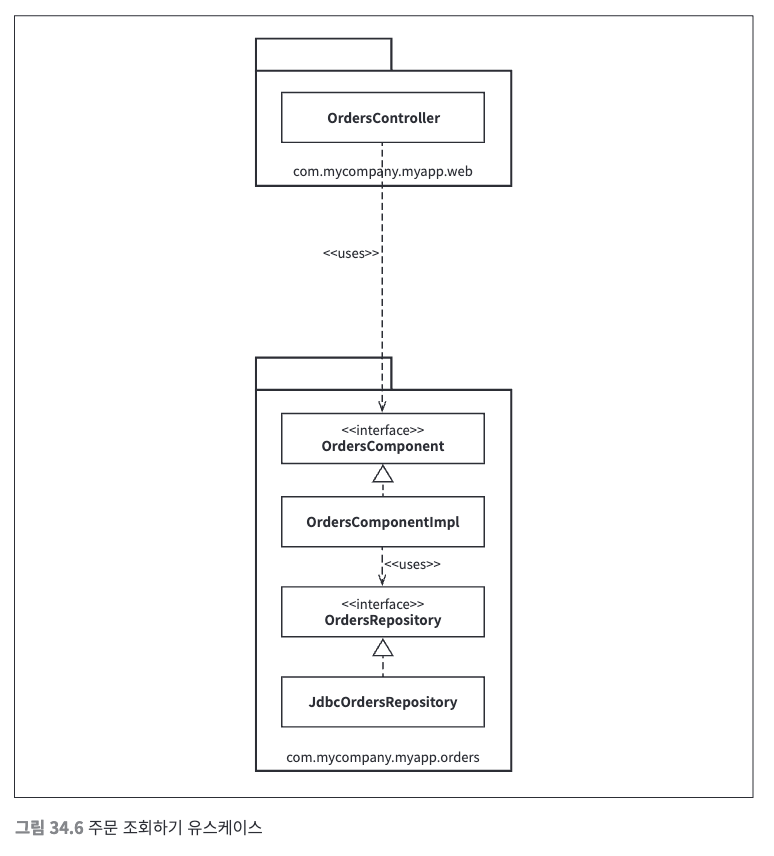 OrdersController
com.mycompany.myapp.web
<<uses>>
<<interface>>
OrdersComponent
OrdersComponentImpl
<<uses>>
<<interface>>
OrdersRepository
JdbcOrdersRepository
com.mycompany.myapp.orders
그림 34.6 주문 조회하기 유스케이스